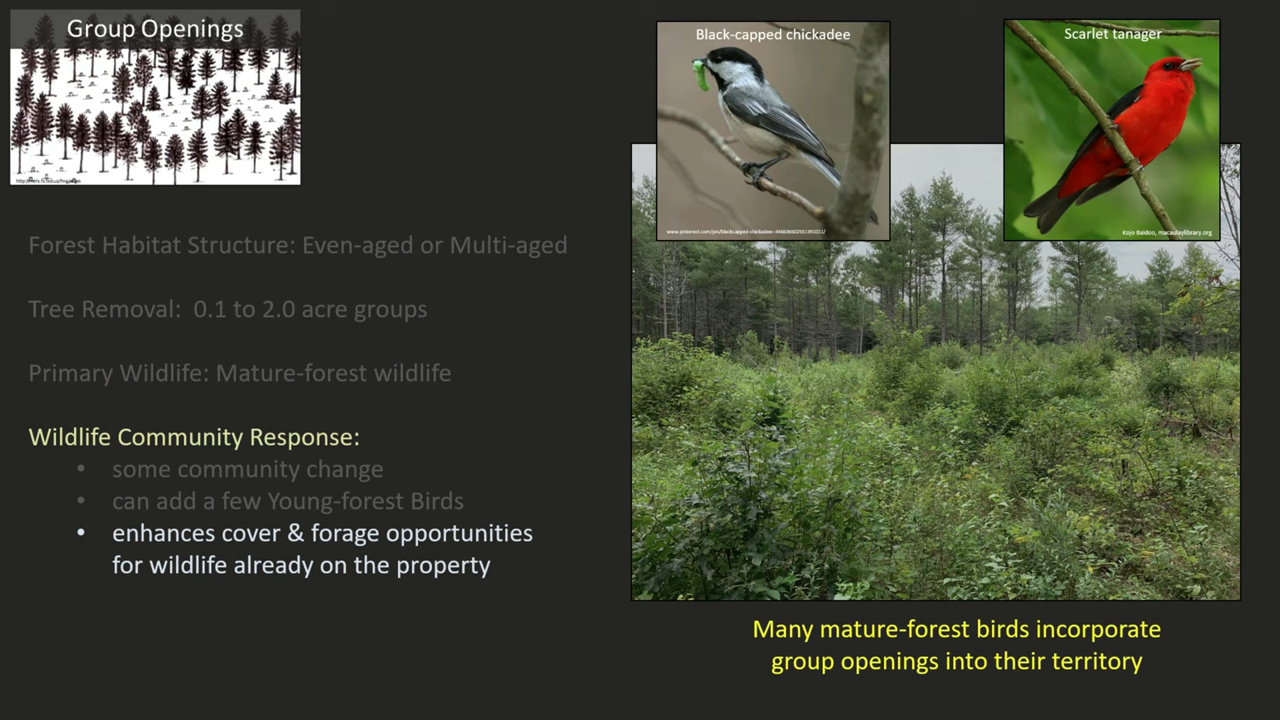 Group Openings
Black-capped chickadee
Scarlet tanager
Kojo Baidoo, macaulaylibrary.org
Forest Habitat Structure: Even-aged or Multi-aged
Tree Removal: 0.1 to 2.0 acre groups
Primary Wildlife: Mature-forest wildlife
Wildlife Community Response:
• some community change
• can add a few Young-forest Birds
• enhances cover & forage opportunities
for wildlife already on the property
Many mature-forest birds incorporate
group openings into their territory